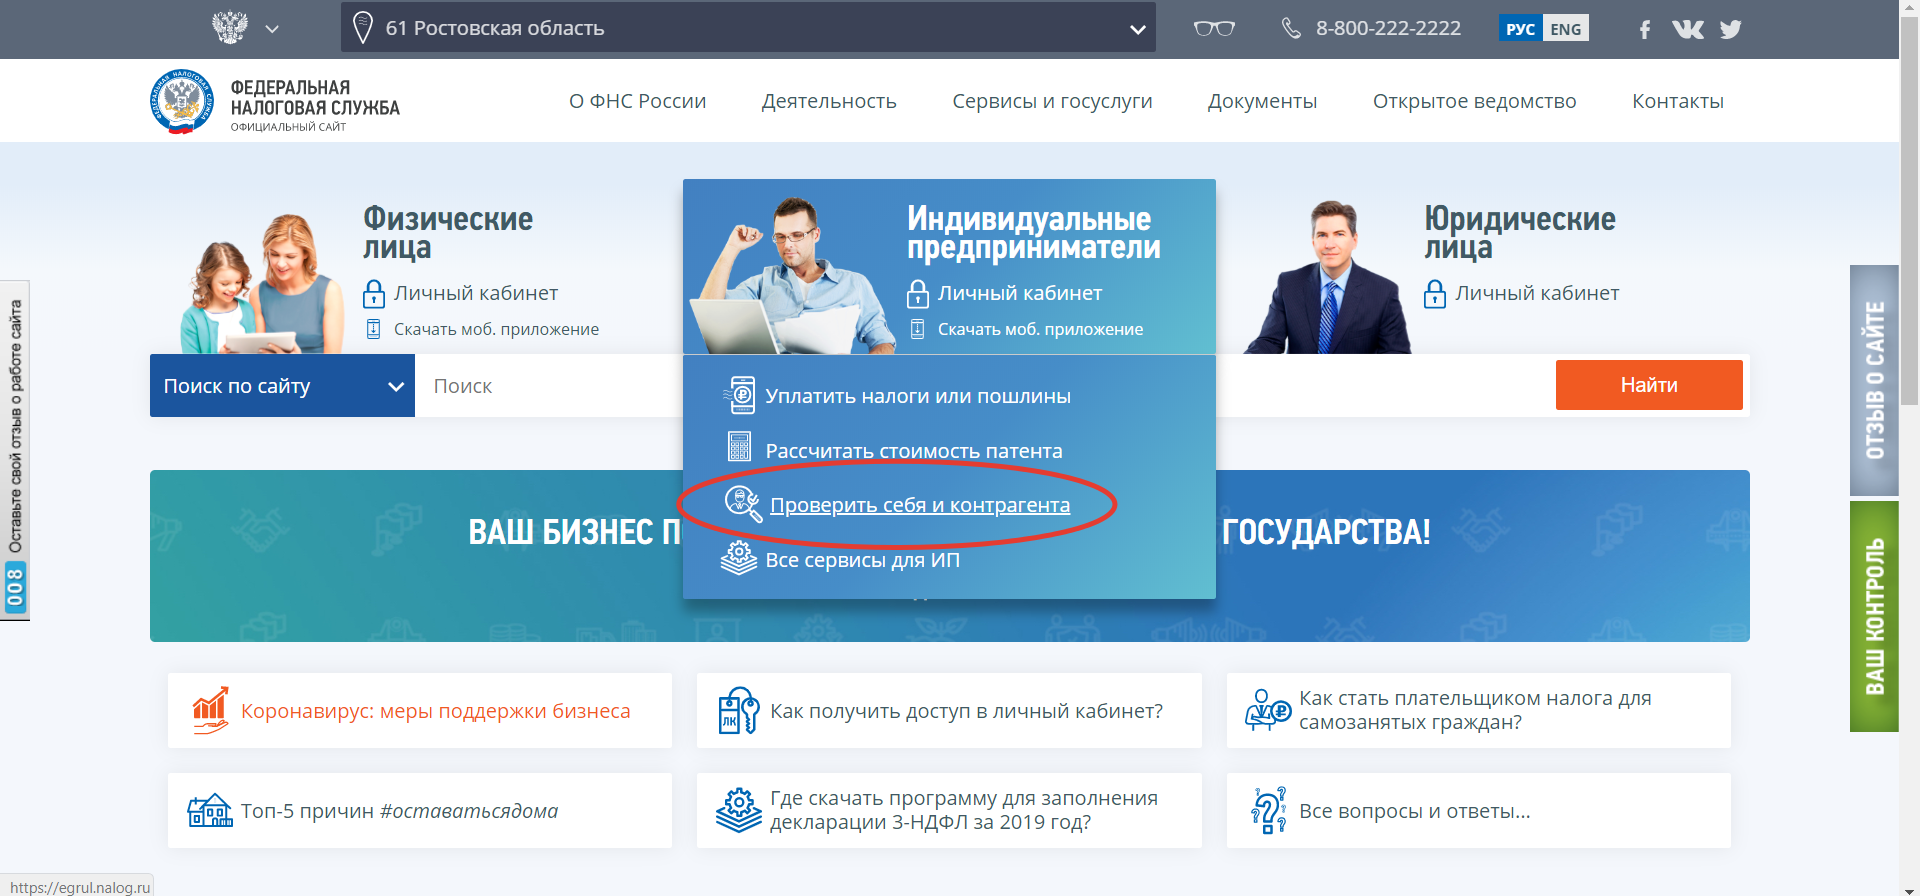 61 Ростовская область
8-800-222-2222
РУС ENG
ФЕДЕРАЛЬНАЯ
НАЛОГОВАЯ СЛУЖБА
ОФИЦИАЛЬНЫЙ САЙТ
О ФНС России
Деятельность
Сервисы и госуслуги
Документы
Открытое ведомство
Контакты
Физические
лица
Личный кабинет
Скачать моб. приложение
Индивидуальные
предприниматели
Личный кабинет
Скачать моб. приложение
Юридические
лица
Личный кабинет
Поиск по сайту
Поиск
Найти
Уплатить налоги или пошлины
Рассчитать стоимость патента
Проверить себя и контрагента
Все сервисы для ИП
ВАШ БИЗНЕС П
ГОСУДАРСТВА!
Оставьте свой отзыв о работе сайта
008
ОТЗЫВ О САЙТЕ
ВАШ КОНТРОЛЬ
Коронавирус: меры поддержки бизнеса
ЛК
Как получить доступ в личный кабинет?
Как стать плательщиком налога для
самозанятых граждан?
Топ-5 причин #оставатьсядома
Где скачать программу для заполнения
декларации 3-НДФЛ за 2019 год?
Все вопросы и ответы...
https://egrul.nalog.ru